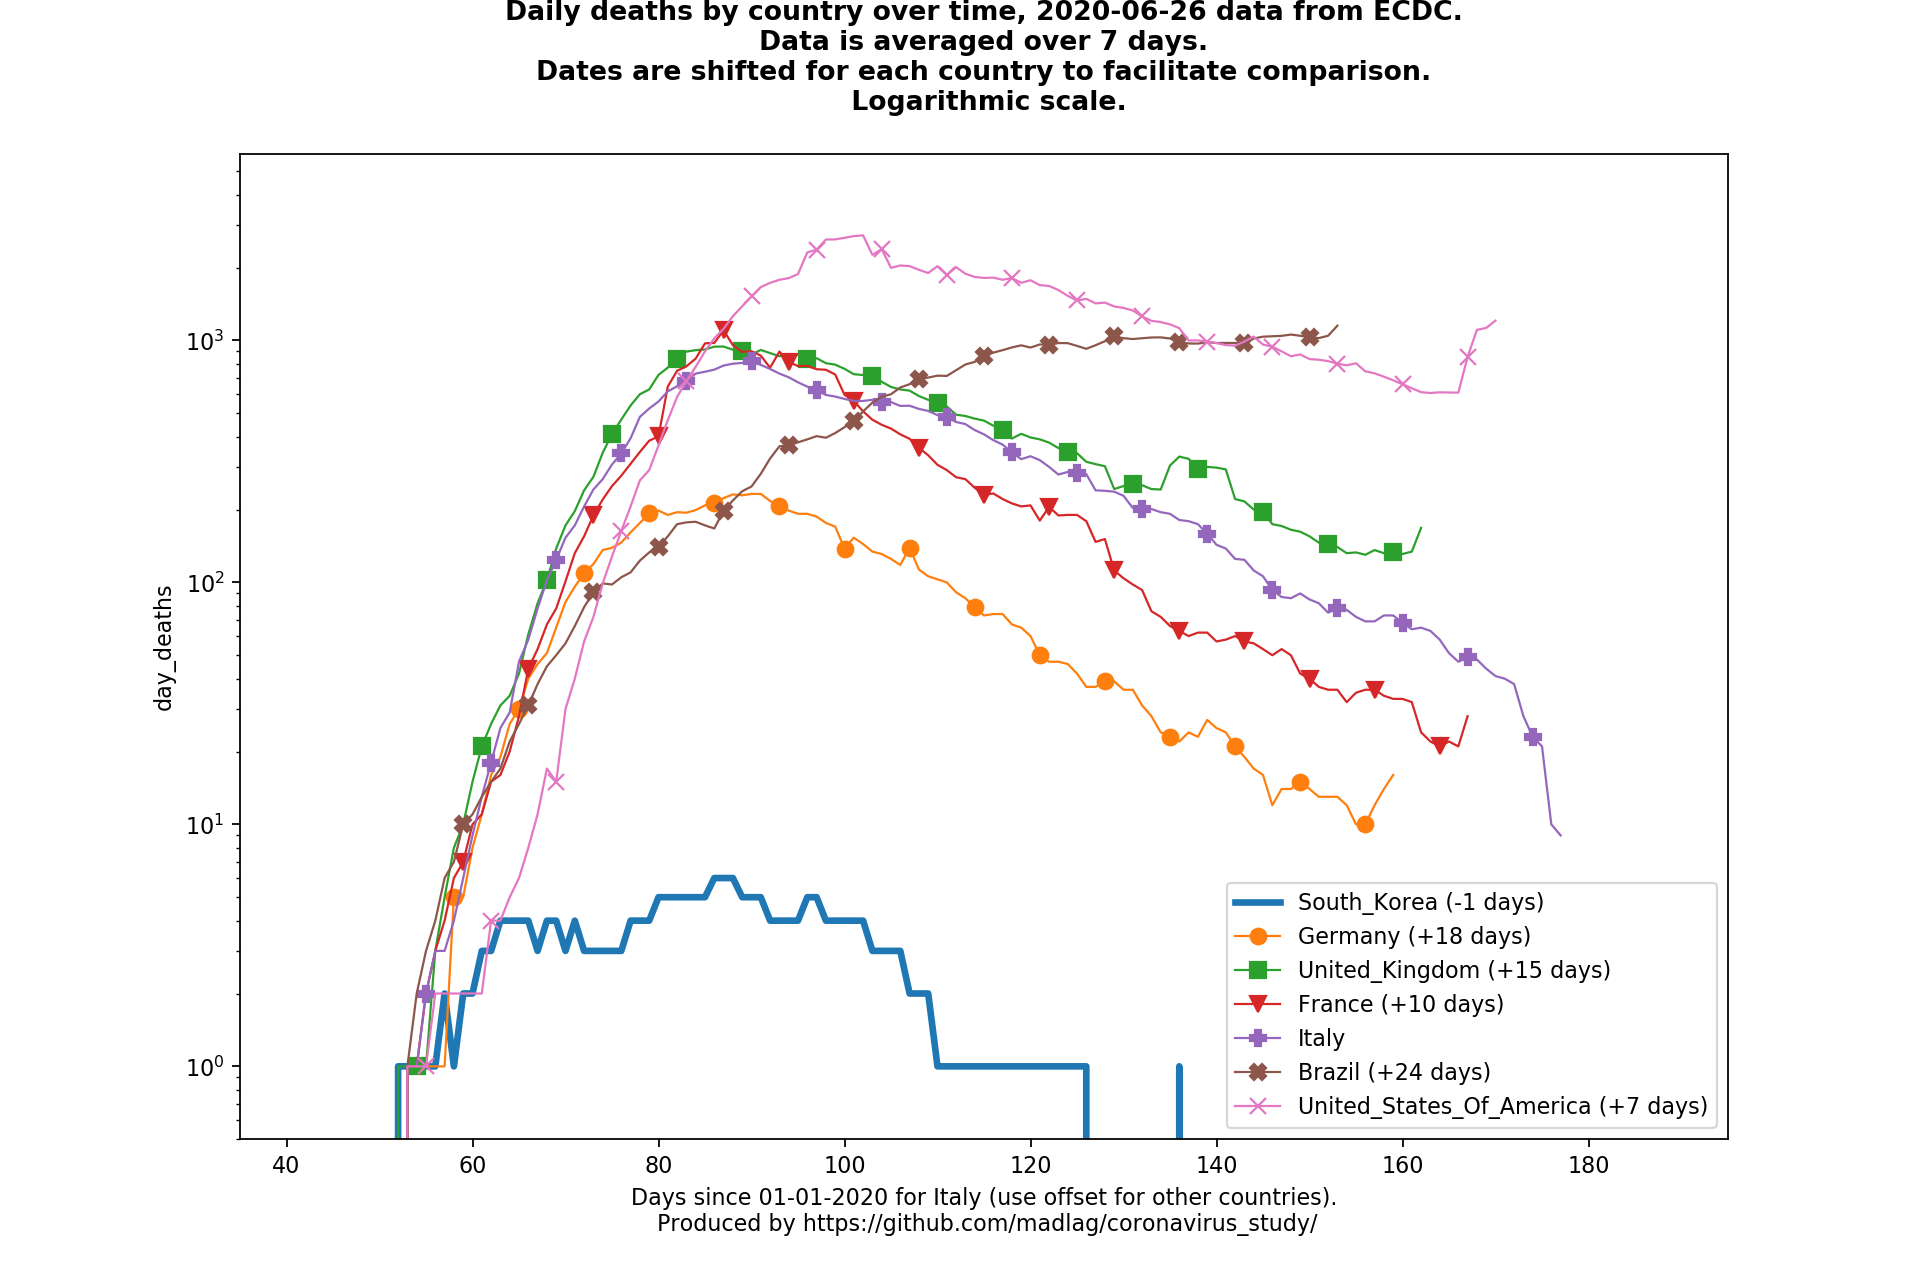 Daily deaths by country over time, 2020-06-26 data from ECDC.
Data is averaged over 7 days.
Dates are shifted for each country to facilitate comparison.
Logarithmic scale.
10³
10²
10¹
10⁰
day_deaths
South_Korea (-1 days)
Germany (+18 days)
United_Kingdom (+15 days)
France (+10 days)
Italy
Brazil (+24 days)
United_States_Of_America (+7 days)
40 60 80 100 120 140 160 180
Days since 01-01-2020 for Italy (use offset for other countries).
Produced by https://github.com/madlag/coronavirus_study/